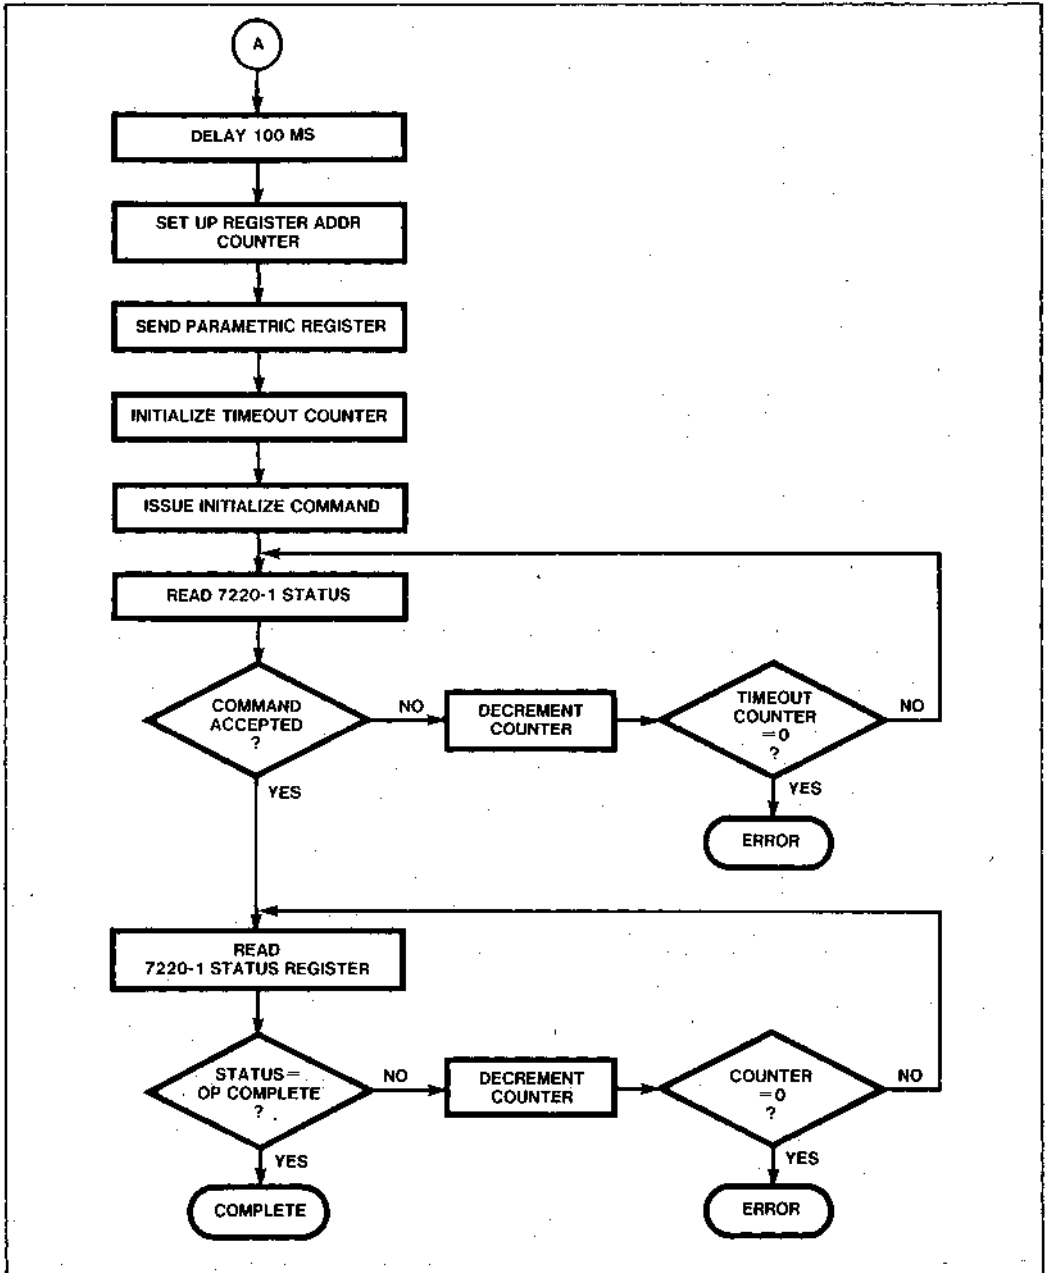 A
DELAY 100 MS
SET UP REGISTER ADDR
COUNTER
SEND PARAMETRIC REGISTER
INITIALIZE TIMEOUT COUNTER
ISSUE INITIALIZE COMMAND
READ 7220-1 STATUS
COMMAND
ACCEPTED
?
NO
DECREMENT
COUNTER
TIMEOUT
COUNTER
=0
?
NO
YES
YES
ERROR
READ
7220-1 STATUS REGISTER
STATUS=
OP COMPLETE
?
NO
DECREMENT
COUNTER
COUNTER
=0
?
NO
YES
YES
COMPLETE
ERROR